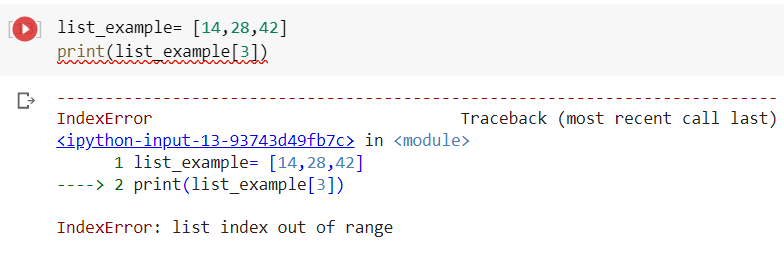 list_example= [14,28,42]
print(list_example[3])
---------------------------------------------------------------------------
IndexError                                Traceback (most recent call last)
<ipython-input-13-93743d49fb7c> in <module>
      1 list_example= [14,28,42]
----> 2 print(list_example[3])
IndexError: list index out of range